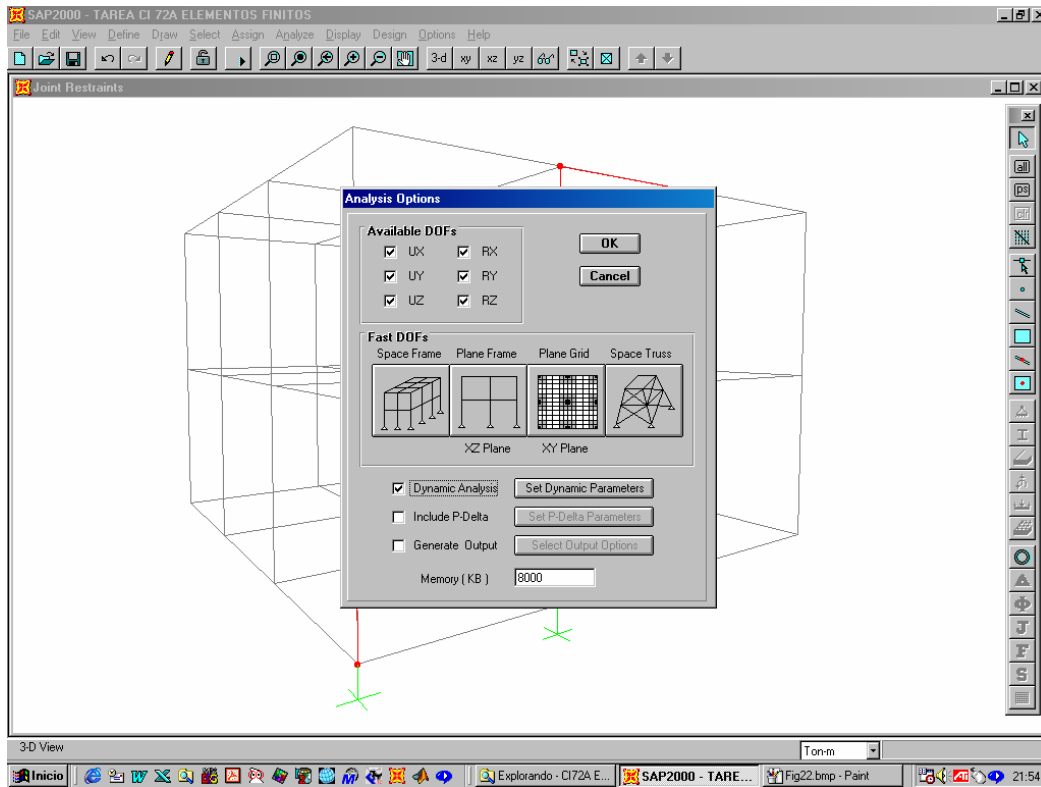 SAP2000 - TAREA CI 72A ELEMENTOS FINITOS
File Edit View Define Draw Select Assign Analyze Display Design Options Help
3-d xy xz yz
Joint Restraints
all
ps
clr
Analysis Options
Available DOFs
UX RX
UY RY
UZ RZ
OK
Cancel
Fast DOFs
Space Frame Plane Frame Plane Grid Space Truss
XZ Plane XY Plane
Dynamic Analysis Set Dynamic Parameters
Include P-Delta Set P-Delta Parameters
Generate Output Select Output Options
Memory ( KB ) 8000
J
F
S
3-D View
Ton-m
Inicio
Explorando - CI72A E...
SAP2000 - TARE...
Fig22.bmp - Paint
21:54